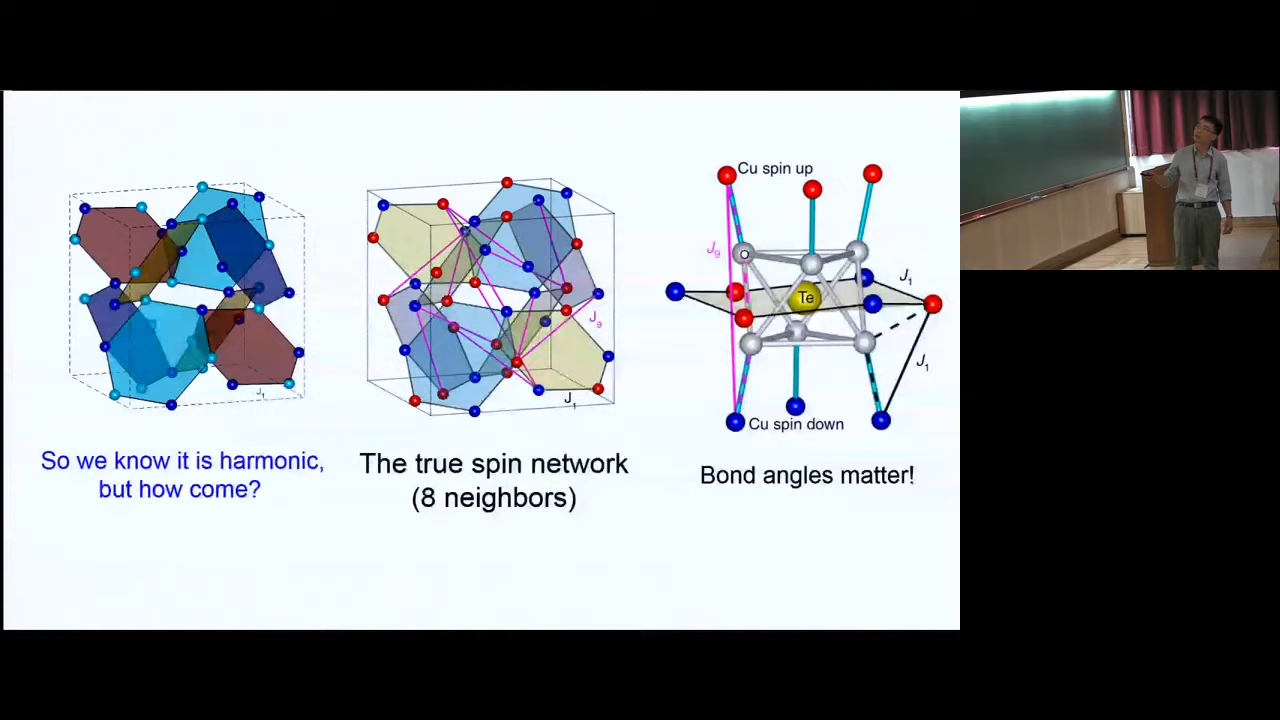 J1
So we know it is harmonic,
but how come?
J9
J1
The true spin network
(8 neighbors)
Cu spin up
J9
O
Te
J1
J1
Cu spin down
Bond angles matter!